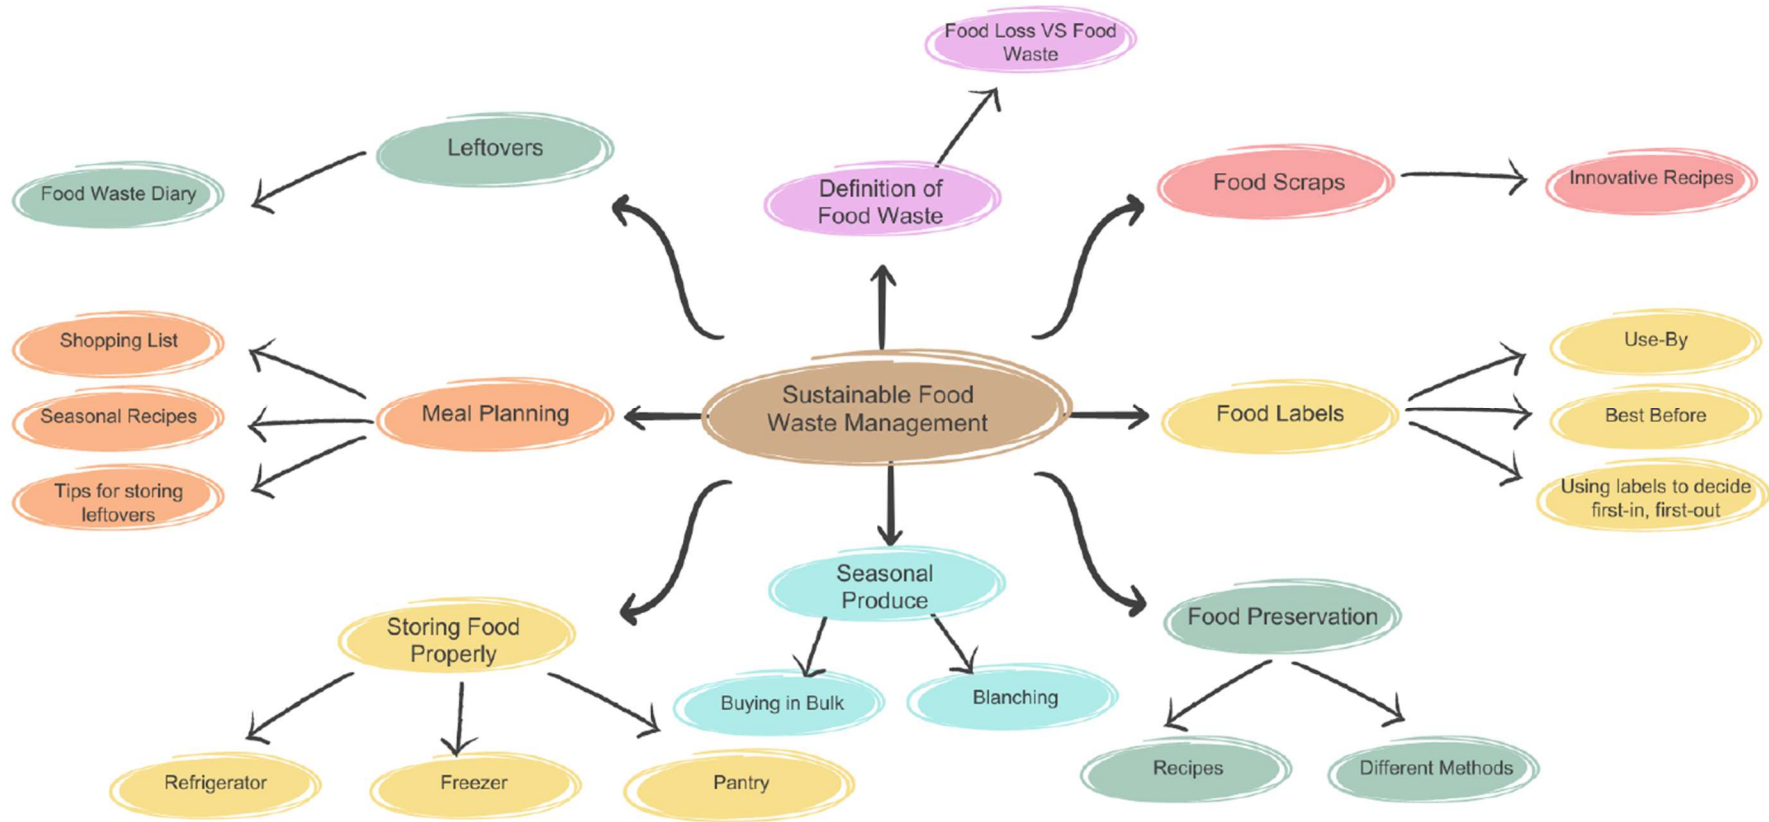 Food Loss VS Food
Waste
Leftovers
Food Waste Diary
Definition of
Food Waste
Food Scraps
Innovative Recipes
Shopping List
Seasonal Recipes
Tips for storing
leftovers
Meal Planning
Sustainable Food
Waste Management
Food Labels
Use-By
Best Before
Using labels to decide
first-in, first-out
Storing Food
Properly
Refrigerator
Freezer
Pantry
Seasonal
Produce
Buying in Bulk
Blanching
Food Preservation
Recipes
Different Methods